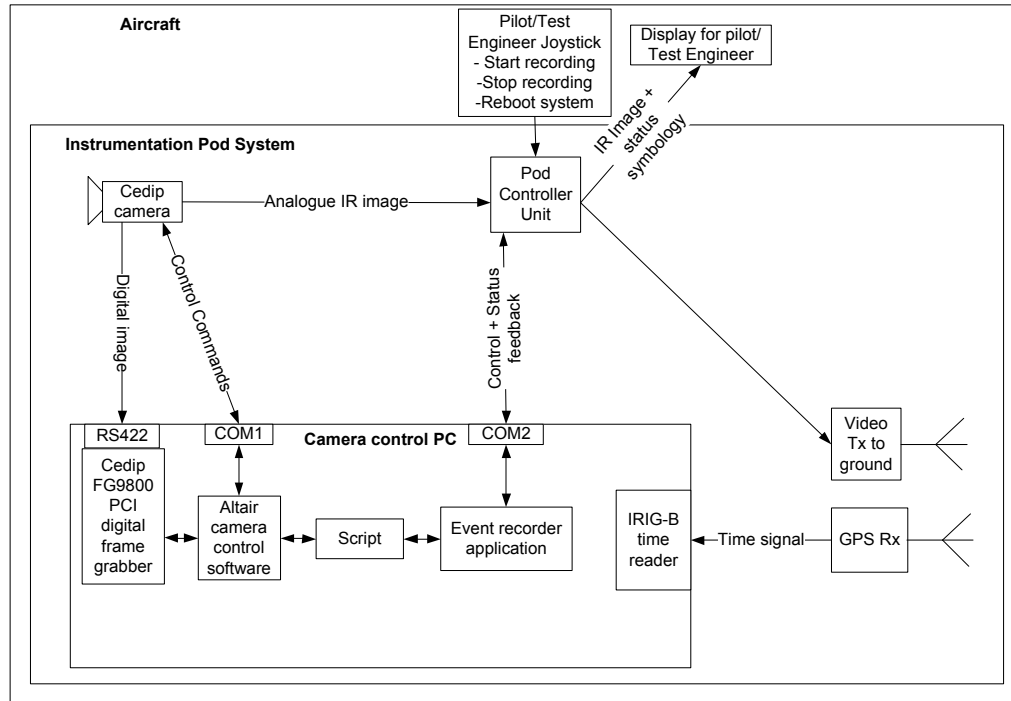 Aircraft
Pilot/Test
Engineer Joystick
- Start recording
-Stop recording
-Reboot system
Display for pilot/
Test Engineer
IR Image +
status
symbology
Instrumentation Pod System
Cedip
camera
Analogue IR image
Pod
Controller
Unit
Digital image
Control Commands
Control + Status
feedback
RS422
COM1
Camera control PC
COM2
Video
Tx to
ground
Cedip
FG9800
PCI
digital
frame
grabber
Altair
camera
control
software
Script
Event recorder
application
IRIG-B
time
reader
Time signal
GPS Rx